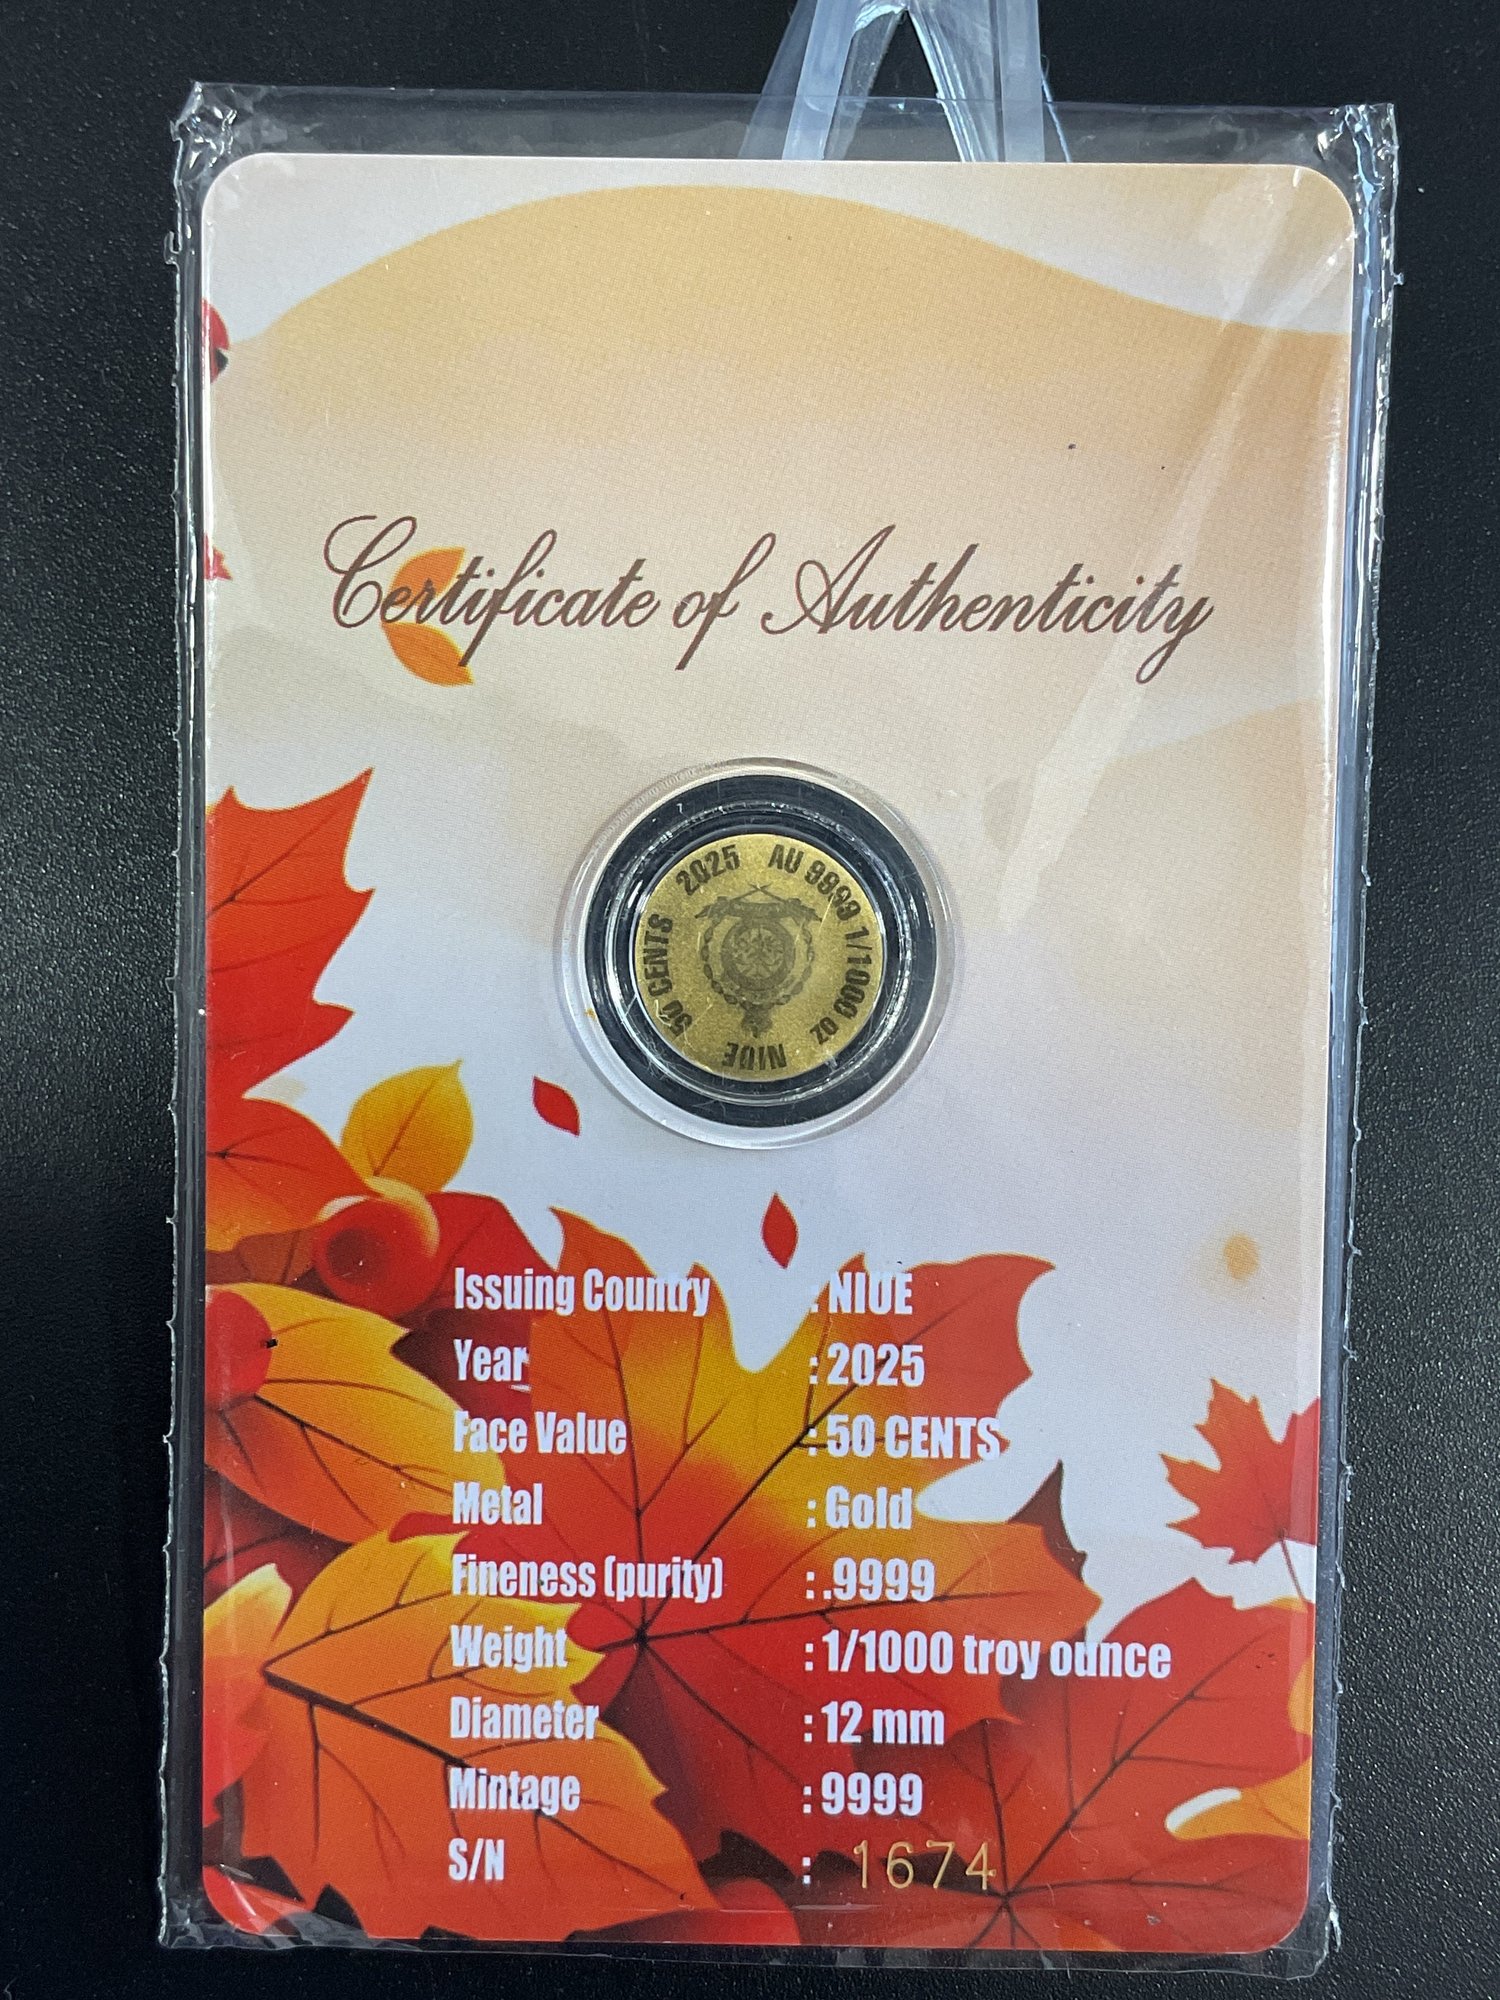 Certificate of Authenticity
50 CENTS 2025 AU 9999 1/1000 oz
NIUE
Issuing Country : NIUE
Year : 2025
Face Value : 50 CENTS
Metal : Gold
Fineness (purity) : .9999
Weight : 1/1000 troy ounce
Diameter : 12 mm
Mintage : 9999
S/N : 1674